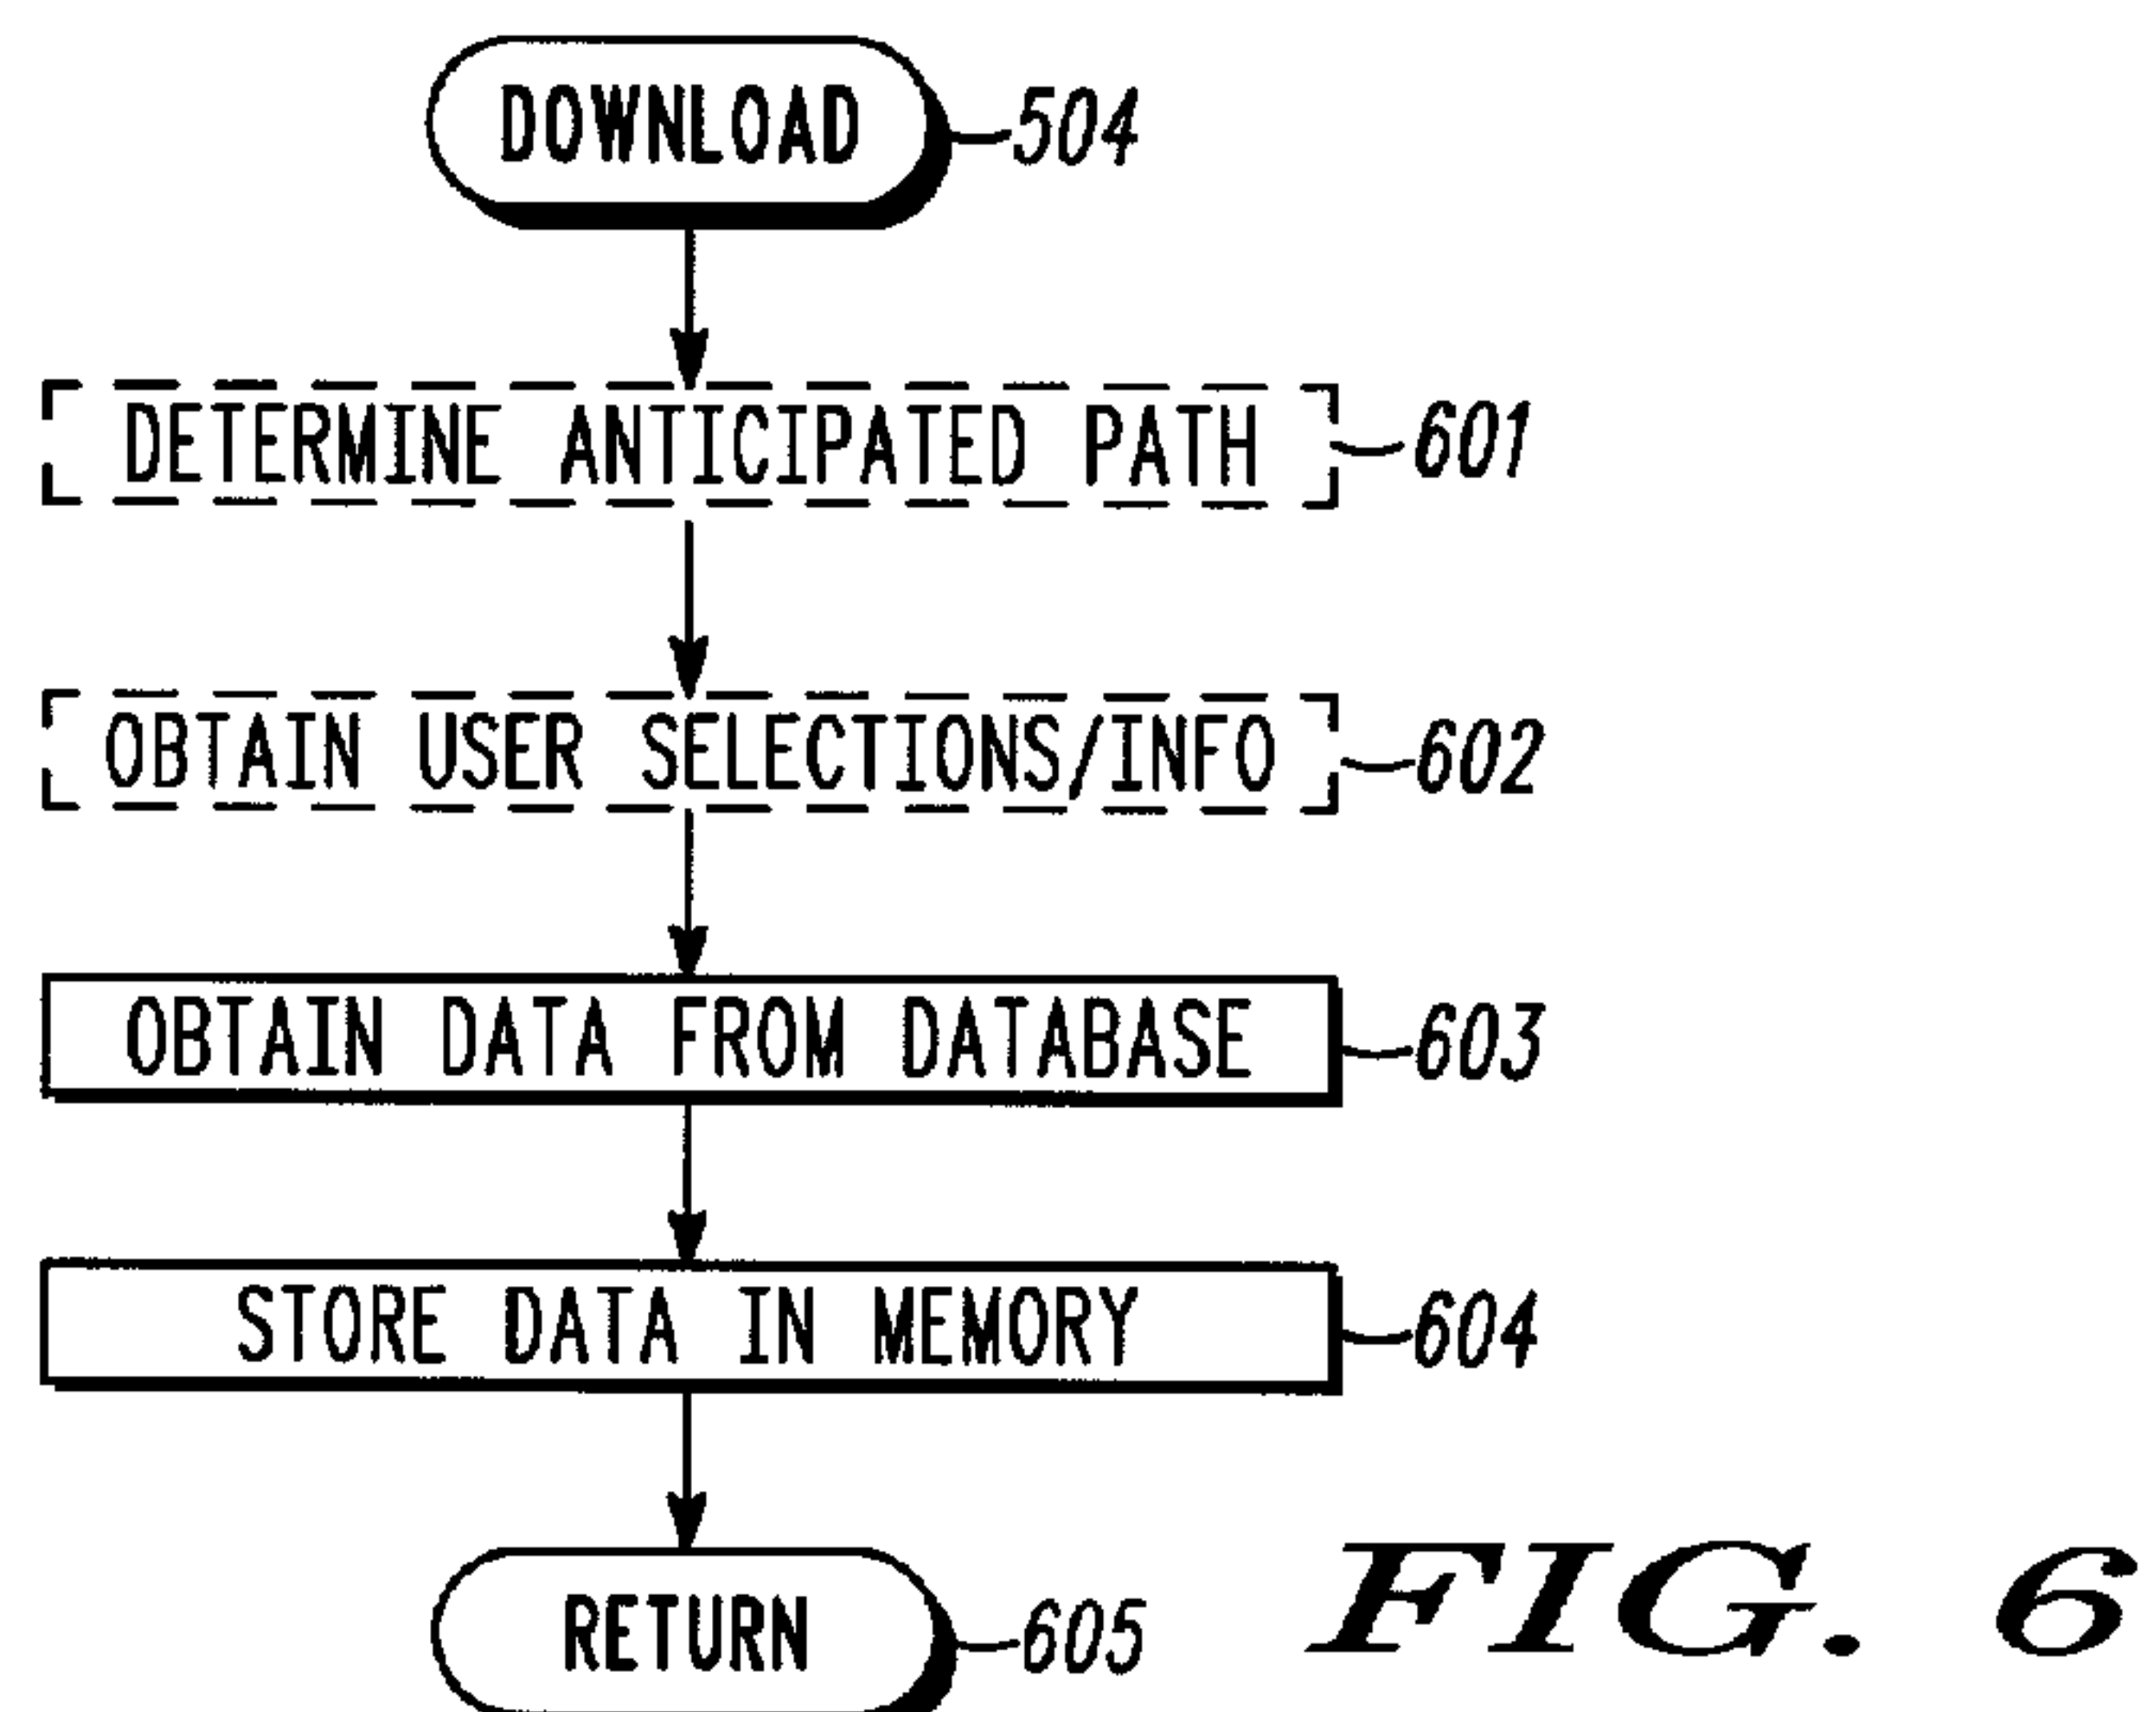 DOWNLOAD 504
DETERMINE ANTICIPATED PATH 601
OBTAIN USER SELECTIONS/INFO 602
OBTAIN DATA FROM DATABASE 603
STORE DATA IN MEMORY 604
RETURN 605
FIG. 6